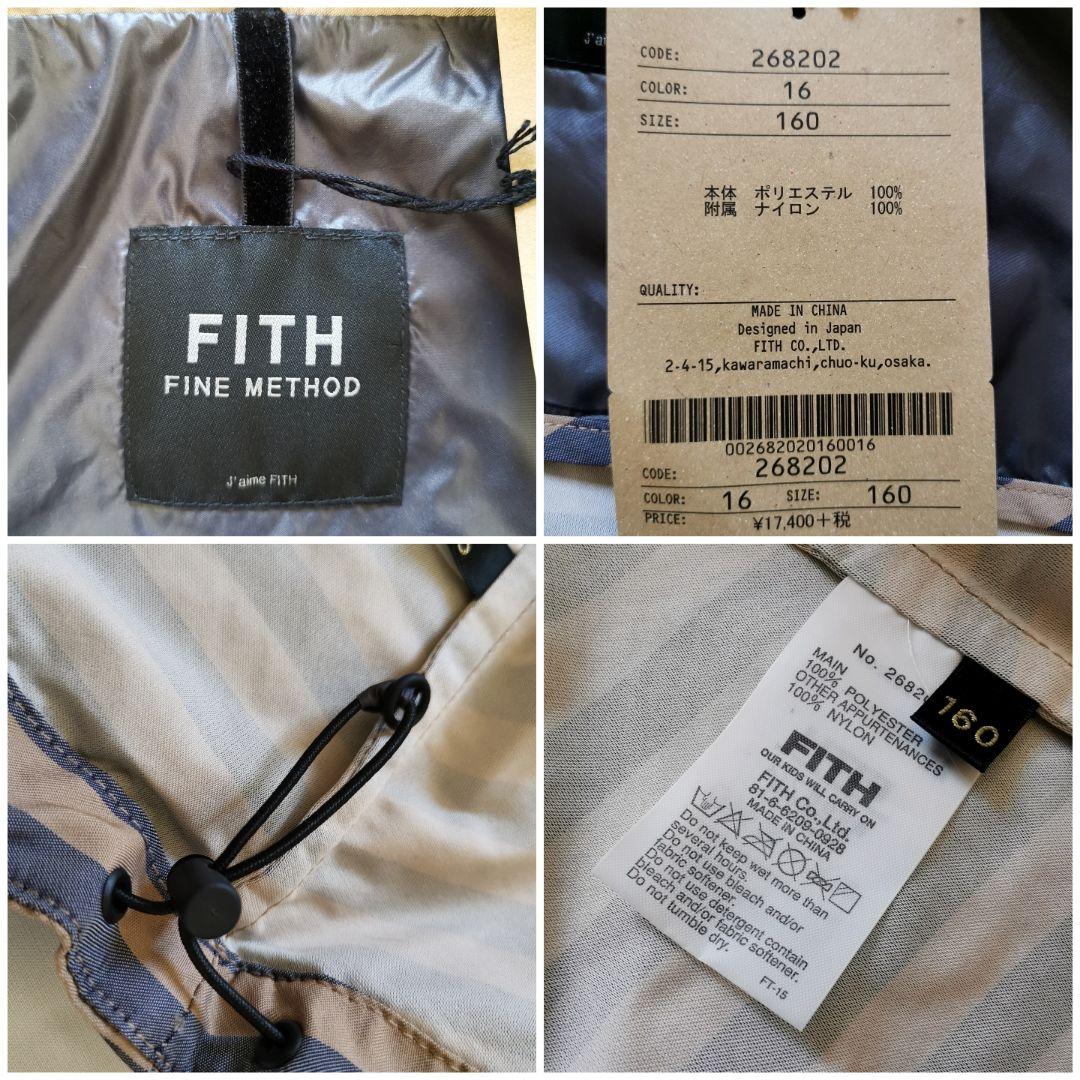 FITH
FINE METHOD
J'aime FITH
J'aime
CODE: 268202
COLOR: 16
SIZE: 160
本体 ポリエステル 100%
附属 ナイロン 100%
QUALITY:
MADE IN CHINA
Designed in Japan
FITH CO.,LTD.
2-4-15,kawaramachi,chuo-ku,osaka.
002682020160016
CODE: 268202
COLOR: 16 SIZE: 160
PRICE: ¥17,400+税
No. 2682
160
MAIN
100% POLYESTER
OTHER APPURTENANCES
100% NYLON
FITH
OUR KIDS WILL CARRY ON
FITH Co.,Ltd.
81-6-6209-0928
MADE IN CHINA
Do not keep wet more than
several hours.
Do not use bleach and/or
Fabric softener.
Do not use detergent contain
bleach and/or fabric softener.
Do not tumble dry.
FT-15